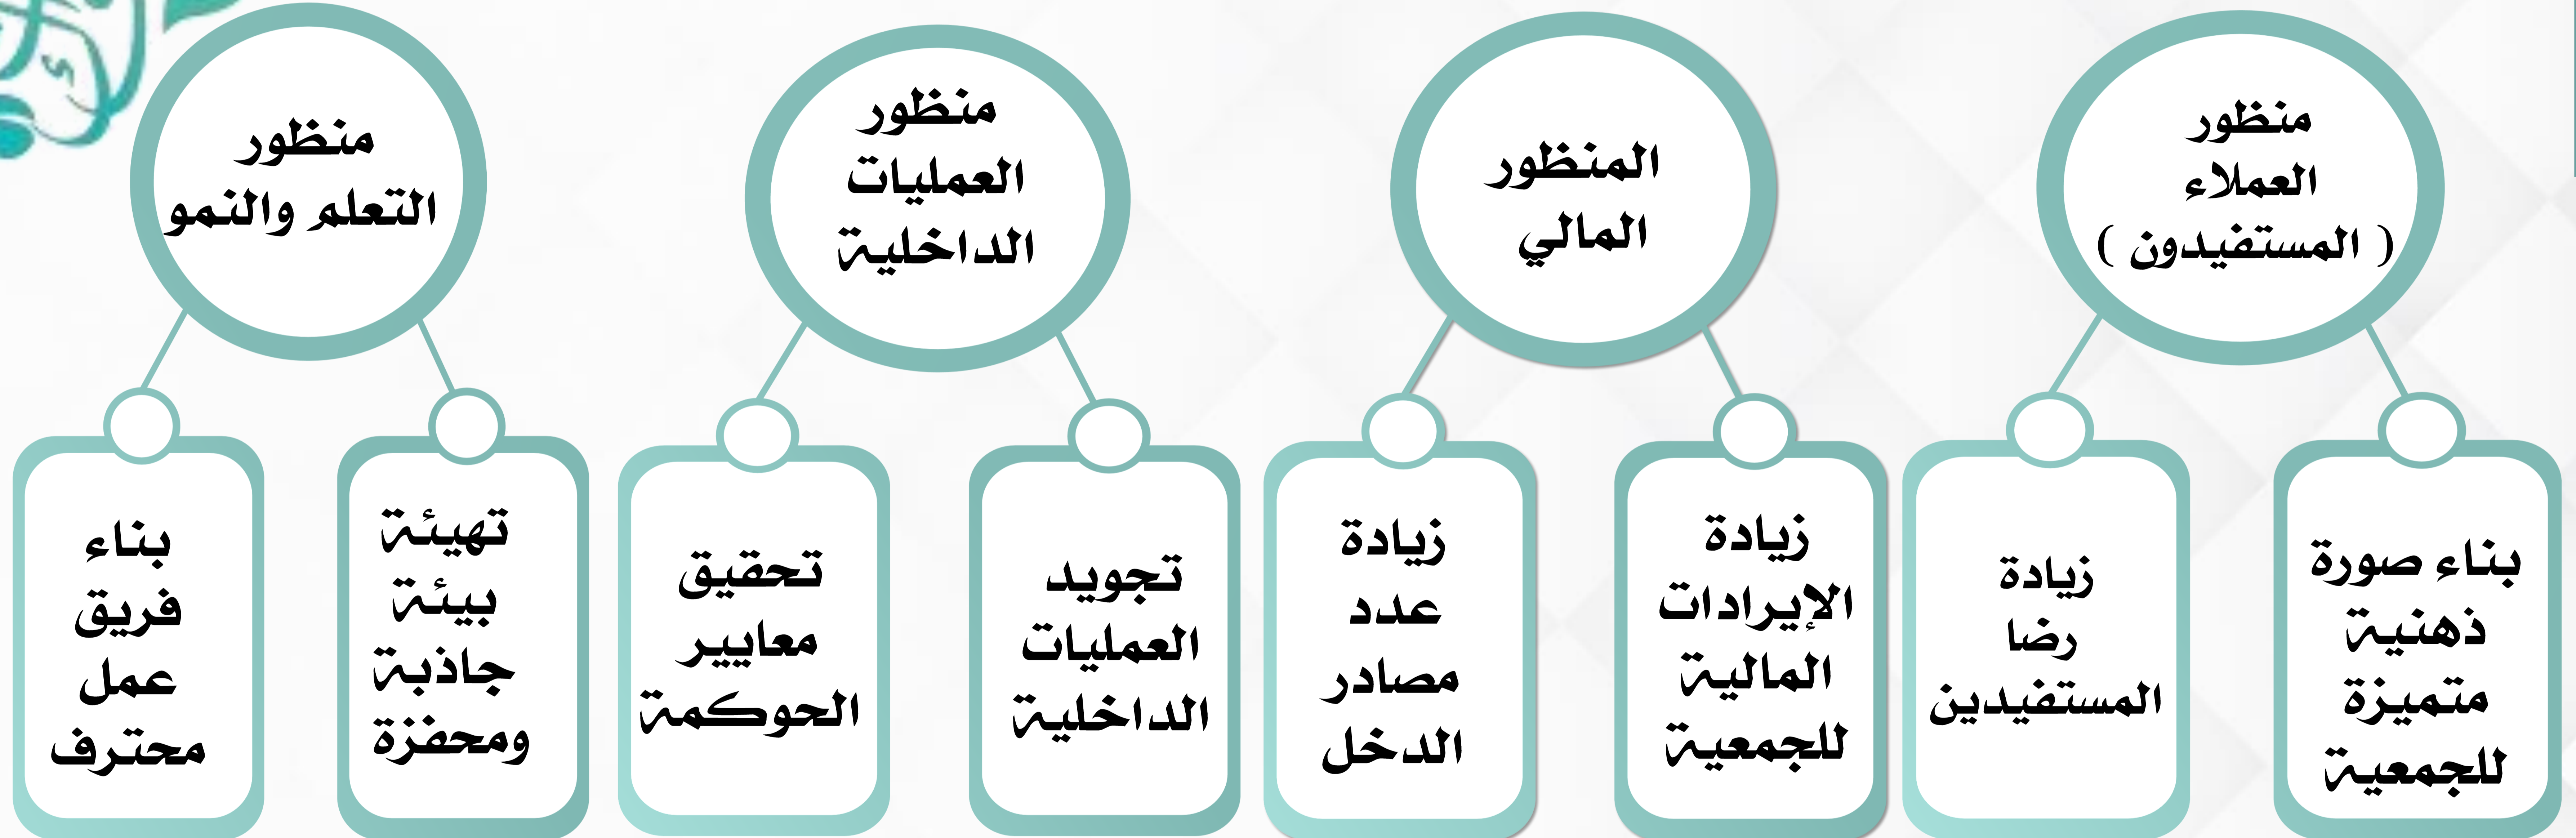 منظور
العملاء
( المستفيدون )
بناء صورة
ذهنية
متميزة
للجمعية
زيادة
رضا
المستفيدين
المنظور
المالي
زيادة
الإيرادات
المالية
للجمعية
زيادة
عدد
مصادر
الدخل
منظور
العمليات
الداخلية
تجويد
العمليات
الداخلية
تحقيق
معايير
الحوكمة
منظور
التعلم والنمو
تهيئة
بيئة
جاذبة
ومحفزة
بناء
فريق
عمل
محترف